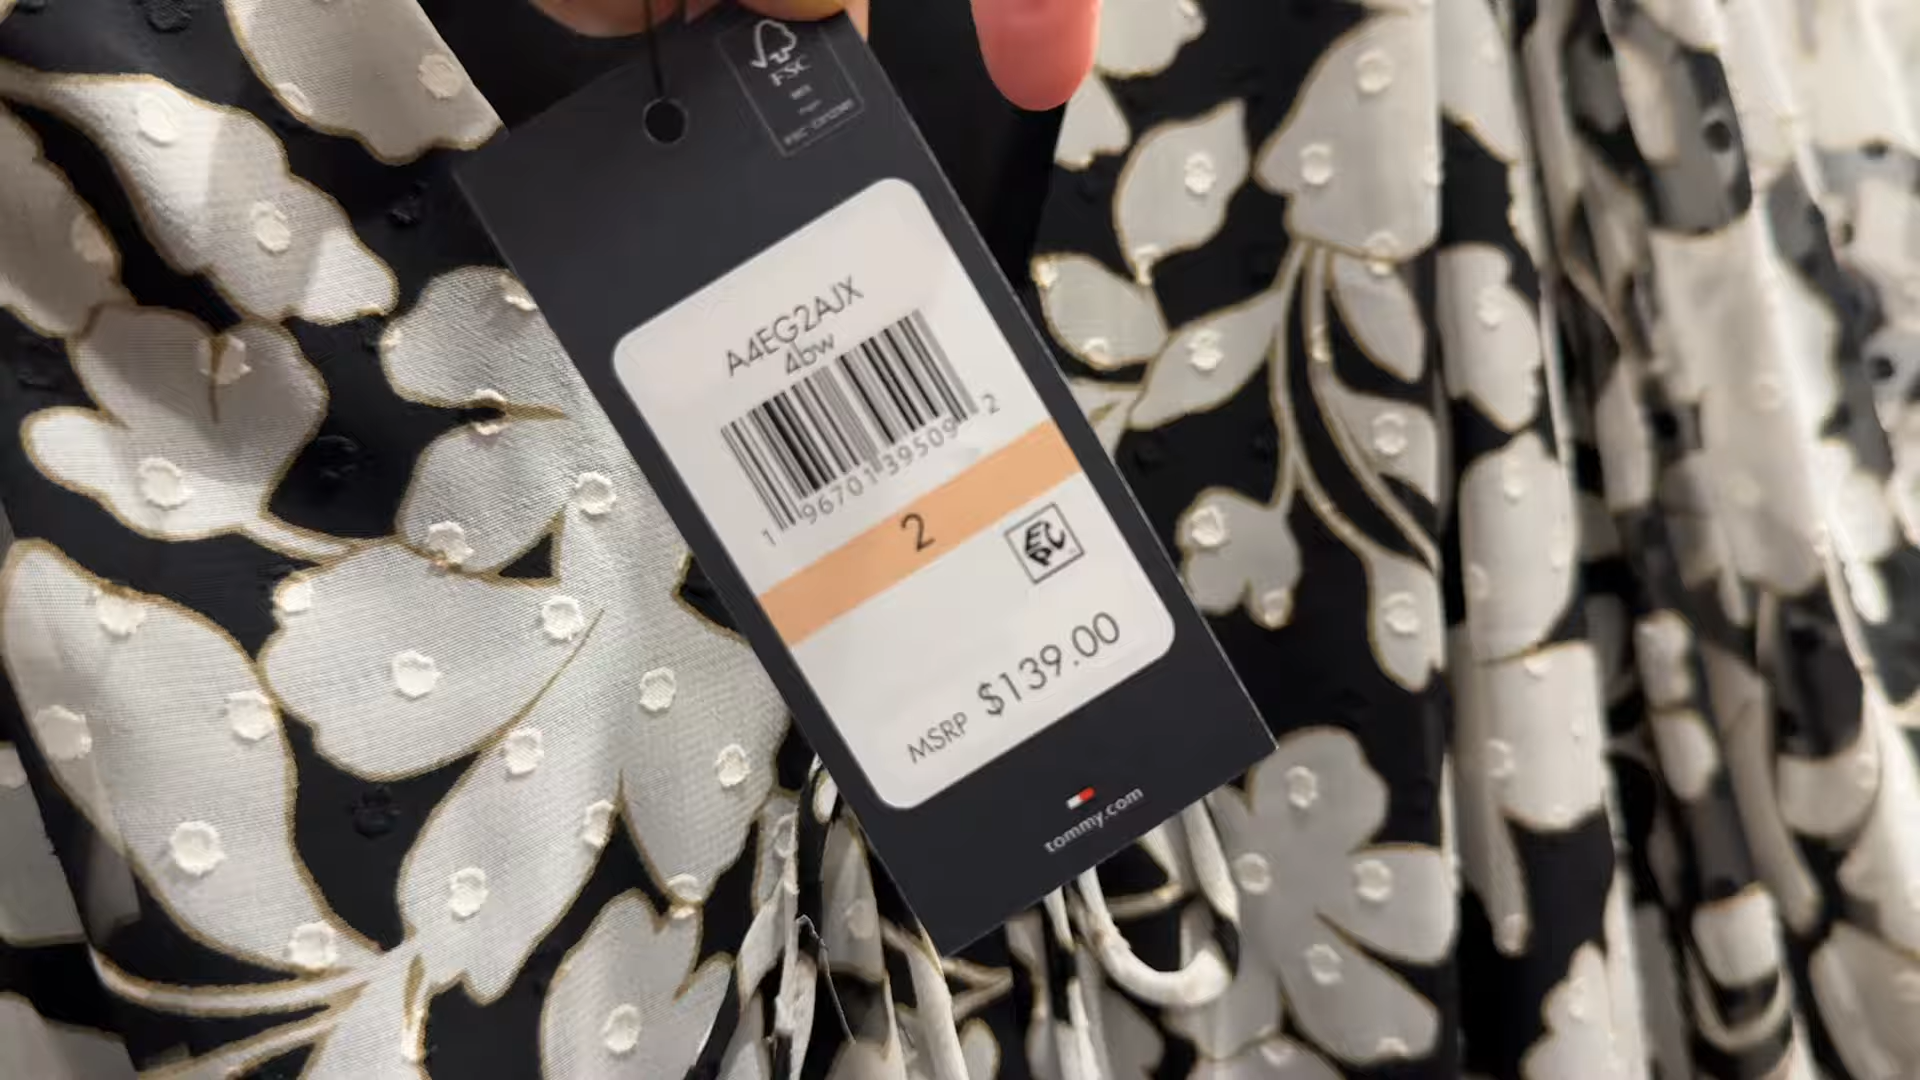 FSC
A4EG2AJX
4bw
1 96701 39509 2
2
MSRP $139.00
tommy.com